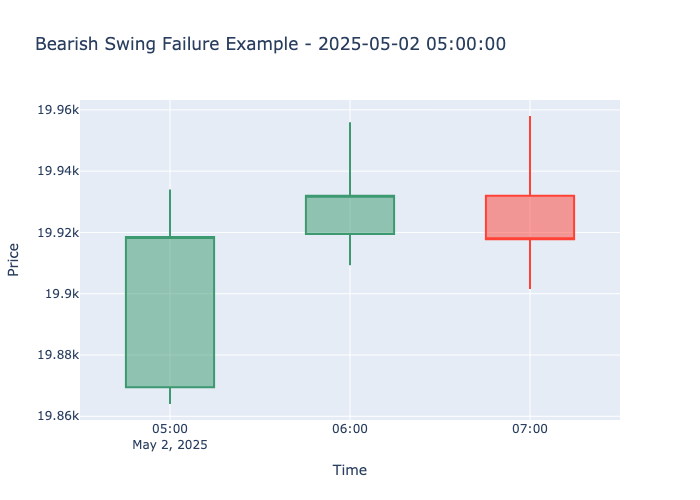 Bearish Swing Failure Example - 2025-05-02 05:00:00
19.96k
19.94k
19.92k
19.9k
19.88k
19.86k
Price
05:00
May 2, 2025
06:00
07:00
Time